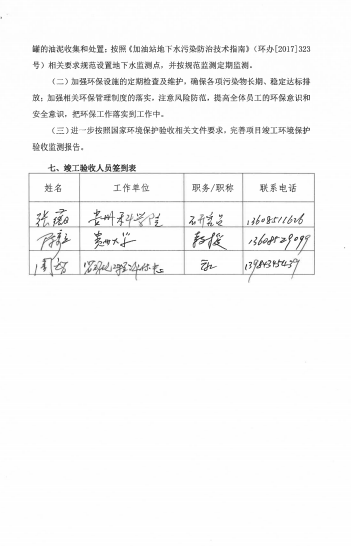 罐的油泥收集和处置；按照《加油站地下水污染防治技术指南》（环办[2017]323
号）相关要求规范设置地下水监测点，并按规范监测定期监测。
（二）加强环保设施的定期检查及维护，确保各项污染物长期、稳定达标排
放；加强相关环保管理制度的落实，注意风险防范，提高全体员工的环保意识和
安全意识，把环保工作落实到工作中。
（三）进一步按照国家环境保护验收相关文件要求，完善项目竣工环境保护
验收监测报告。
七、竣工验收人员签到表
姓名 工作单位 职务/职称 联系电话
贵州科学院 13608511626
贵州大学 教授 13608529099